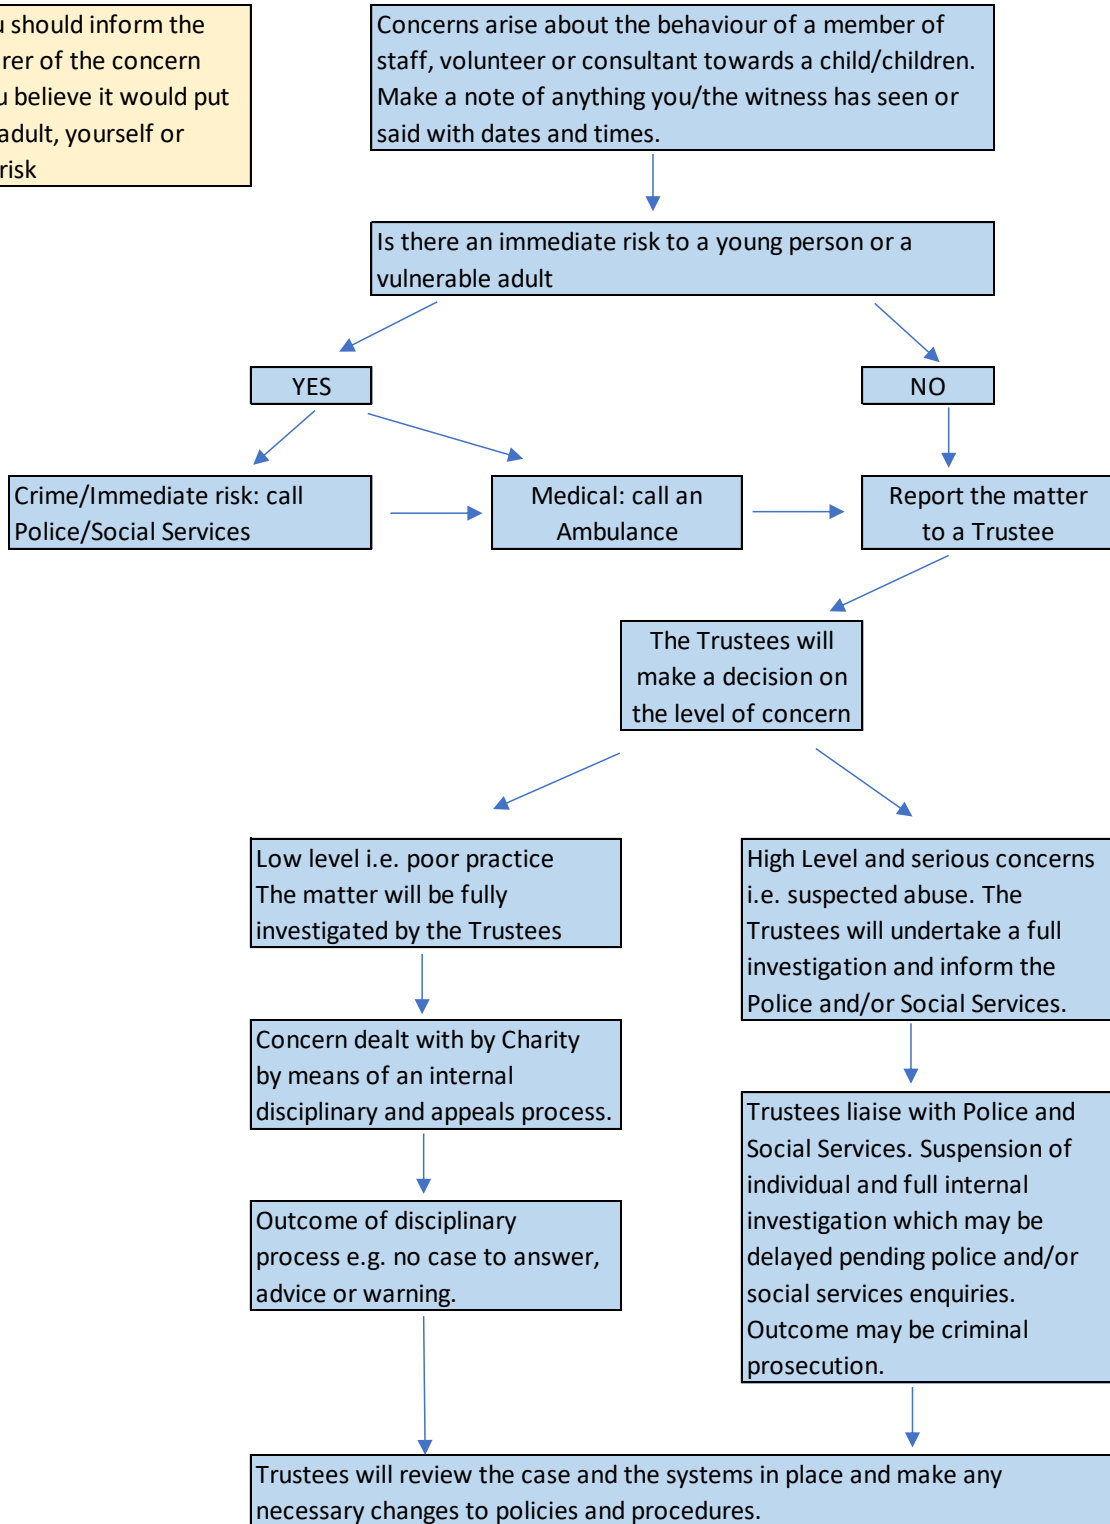 u should inform the
rer of the concern
u believe it would put
adult, yourself or
risk
Concerns arise about the behaviour of a member of
staff, volunteer or consultant towards a child/children.
Make a note of anything you/the witness has seen or
said with dates and times.
Is there an immediate risk to a young person or a
vulnerable adult
YES
NO
Crime/Immediate risk: call
Police/Social Services
Medical: call an
Ambulance
Report the matter
to a Trustee
The Trustees will
make a decision on
the level of concern
Low level i.e. poor practice
The matter will be fully
investigated by the Trustees
High Level and serious concerns
i.e. suspected abuse. The
Trustees will undertake a full
investigation and inform the
Police and/or Social Services.
Concern dealt with by Charity
by means of an internal
disciplinary and appeals process.
Trustees liaise with Police and
Social Services. Suspension of
individual and full internal
investigation which may be
delayed pending police and/or
social services enquiries.
Outcome may be criminal
prosecution.
Outcome of disciplinary
process e.g. no case to answer,
advice or warning.
Trustees will review the case and the systems in place and make any
necessary changes to policies and procedures.